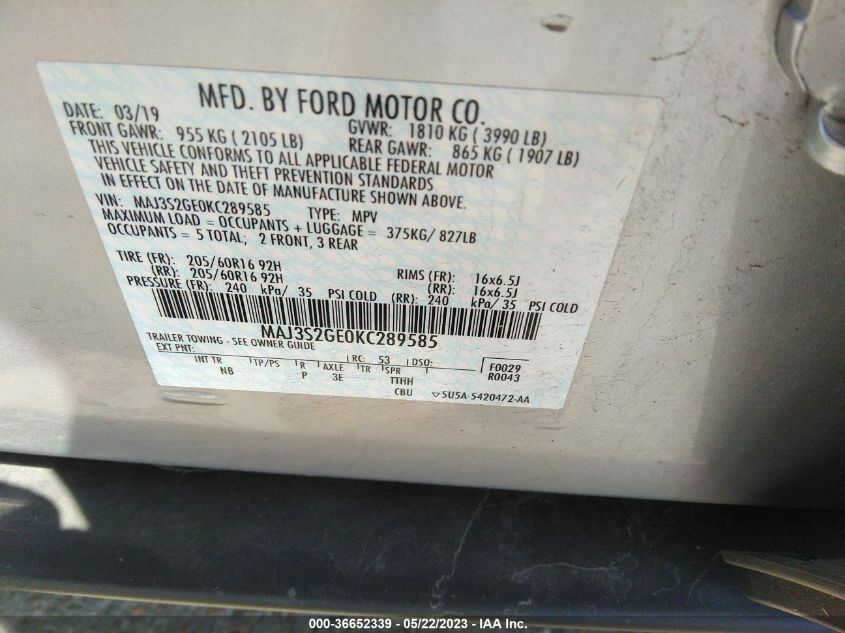 MFD. BY FORD MOTOR CO.
DATE: 03/19 GVWR: 1810 KG ( 3990 LB)
FRONT GAWR: 955 KG ( 2105 LB) REAR GAWR: 865 KG ( 1907 LB)
THIS VEHICLE CONFORMS TO ALL APPLICABLE FEDERAL MOTOR
VEHICLE SAFETY AND THEFT PREVENTION STANDARDS
IN EFFECT ON THE DATE OF MANUFACTURE SHOWN ABOVE.
VIN: MAJ3S2GE0KC289585 TYPE: MPV
MAXIMUM LOAD = OCCUPANTS + LUGGAGE = 375KG/ 827LB
OCCUPANTS = 5 TOTAL; 2 FRONT, 3 REAR
TIRE (FR): 205/60R16 92H RIMS (FR): 16x6.5J
(RR): 205/60R16 92H (RR): 16x6.5J
PRESSURE (FR): 240 kPa/ 35 PSI COLD (RR): 240 kPa/ 35 PSI COLD
MAJ3S2GE0KC289585
TRAILER TOWING - SEE OWNER GUIDE
EXT PNT: RC: 53 DSO: F0029
INT TR TP/PS R AXLE TR SPR R0043
NB P 3E TTHH
CBU 5U5A-5420472-AA
000-36652339 - 05/22/2023 - IAA Inc.